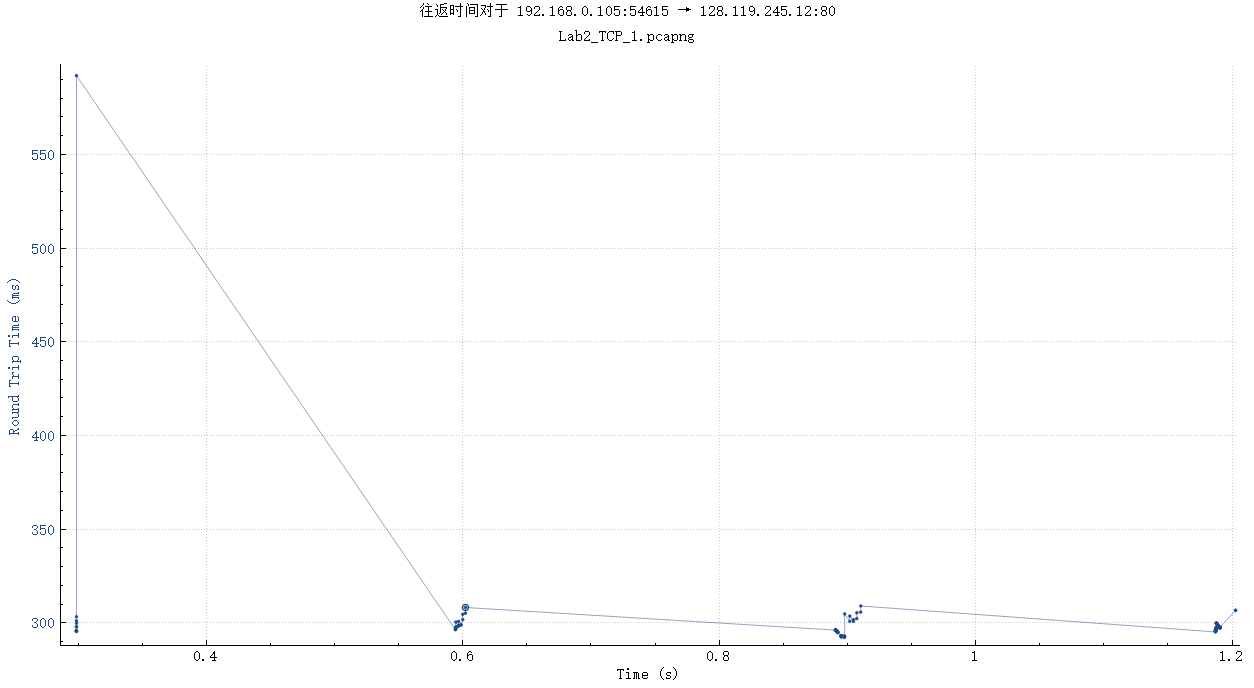 往返时间对于 192.168.0.105:54615 → 128.119.245.12:80
Lab2_TCP_1.pcapng
Round Trip Time (ms)
550
500
450
400
350
300
0.4
0.6
0.8
1
1.2
Time (s)